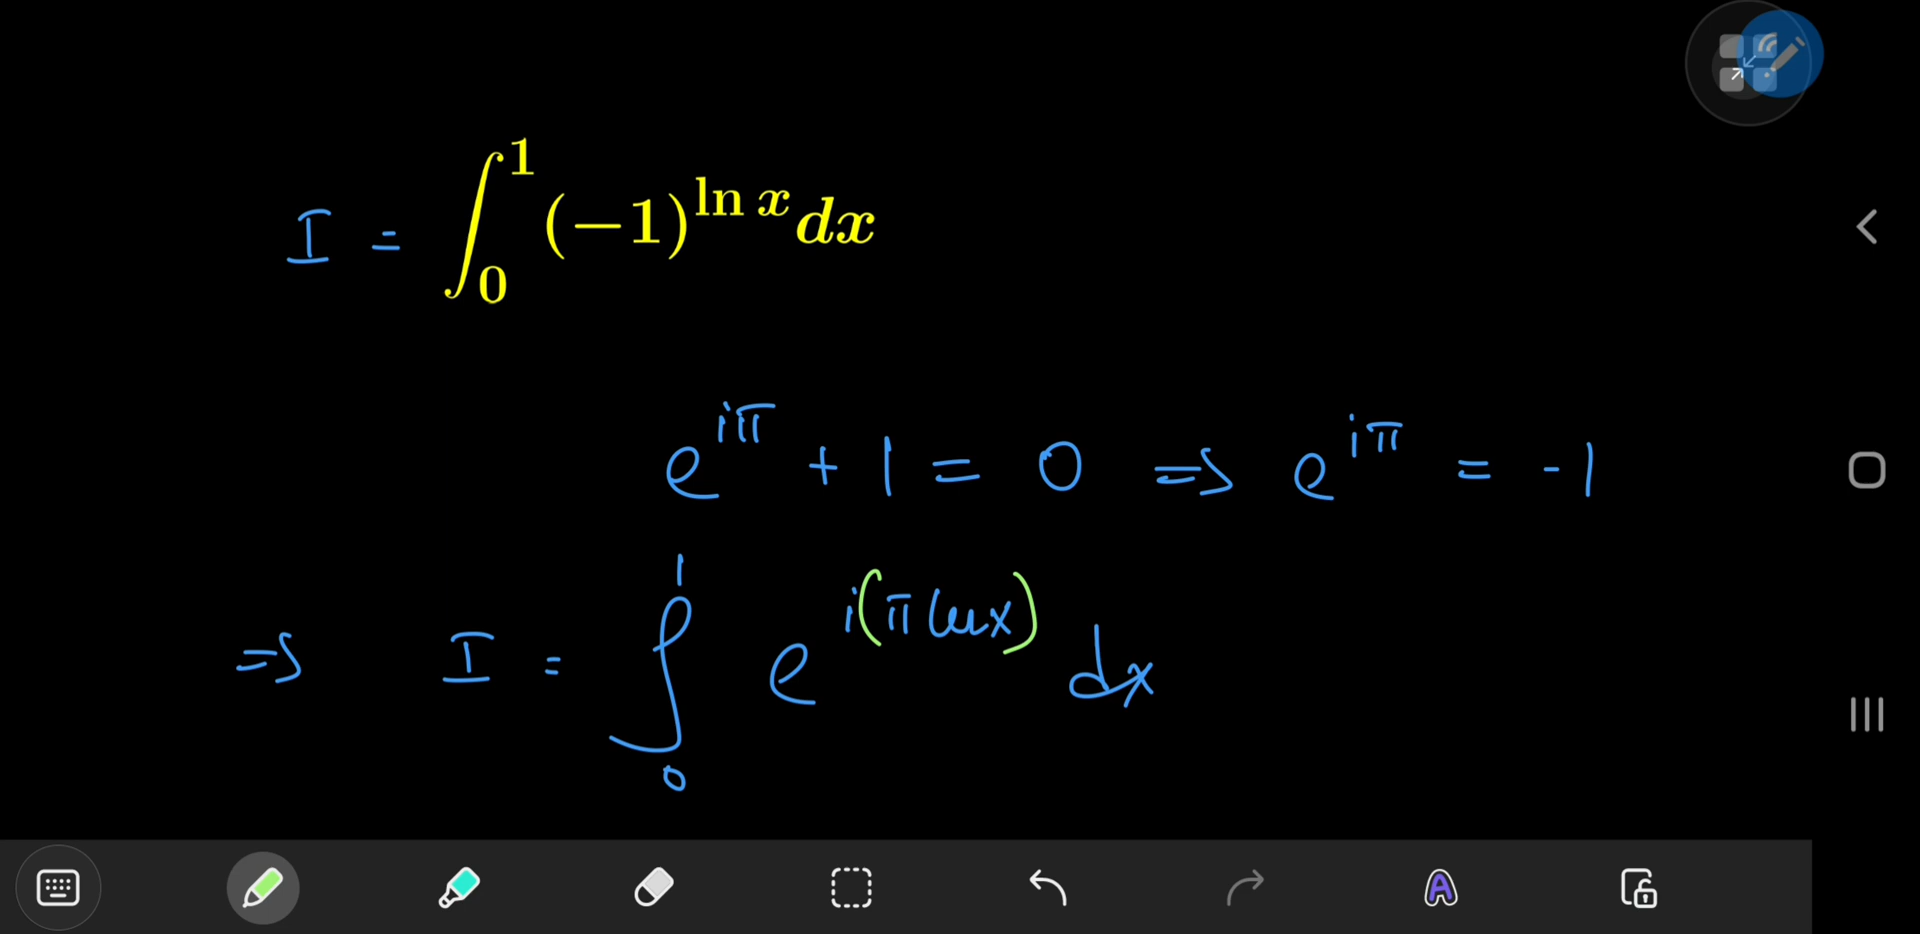 I = ∫₀¹ (−1)^{ln x} dx
e^{iπ} + 1 = 0 ⇒ e^{iπ} = -1
⇒ I = ∫₀¹ e^{i(π ln x)} dx
A